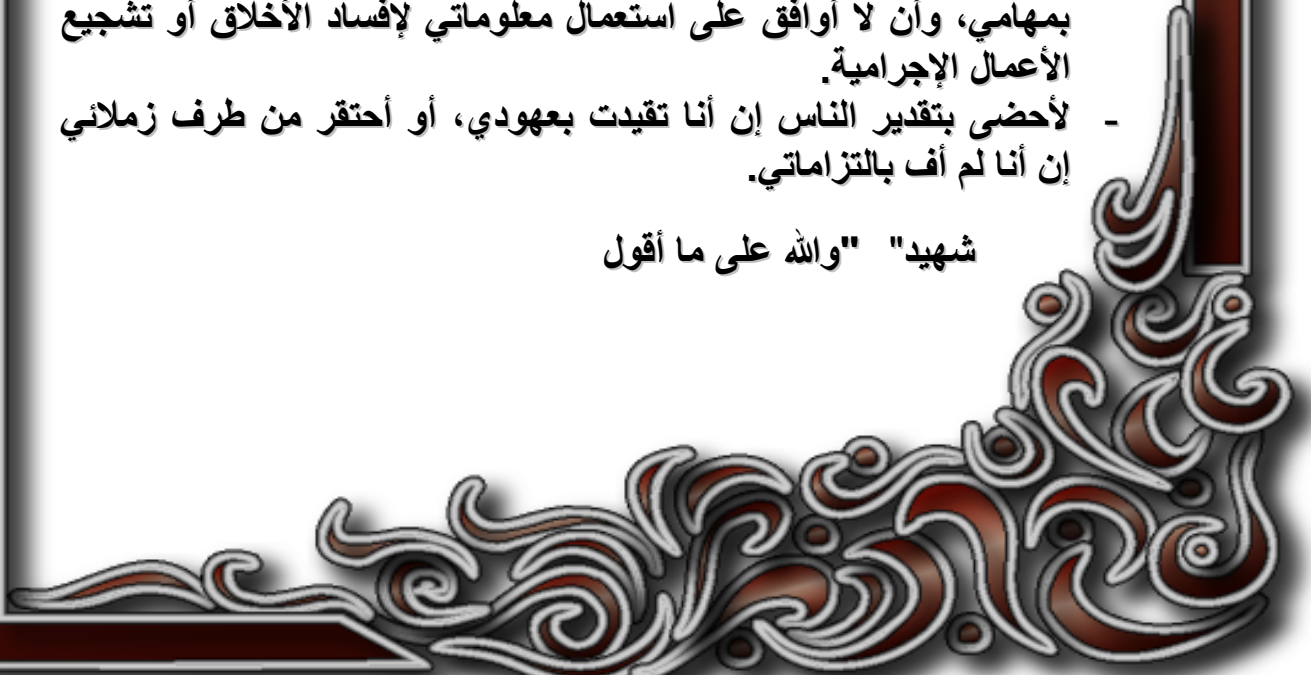 بمهامي، وأن لا أوافق على استعمال معلوماتي لإفساد الأخلاق أو تشجيع
الأعمال الإجرامية.
- لأحضى بتقدير الناس إن أنا تقيدت بعهودي، أو أحتقر من طرف زملائي
إن أنا لم أف بالتزاماتي.
شهيد" "والله على ما أقول